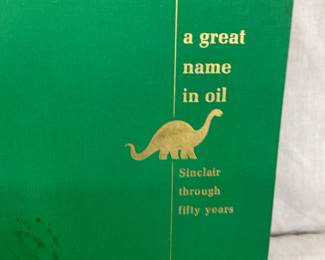 a great
name
in oil
Sinclair
through
fifty years